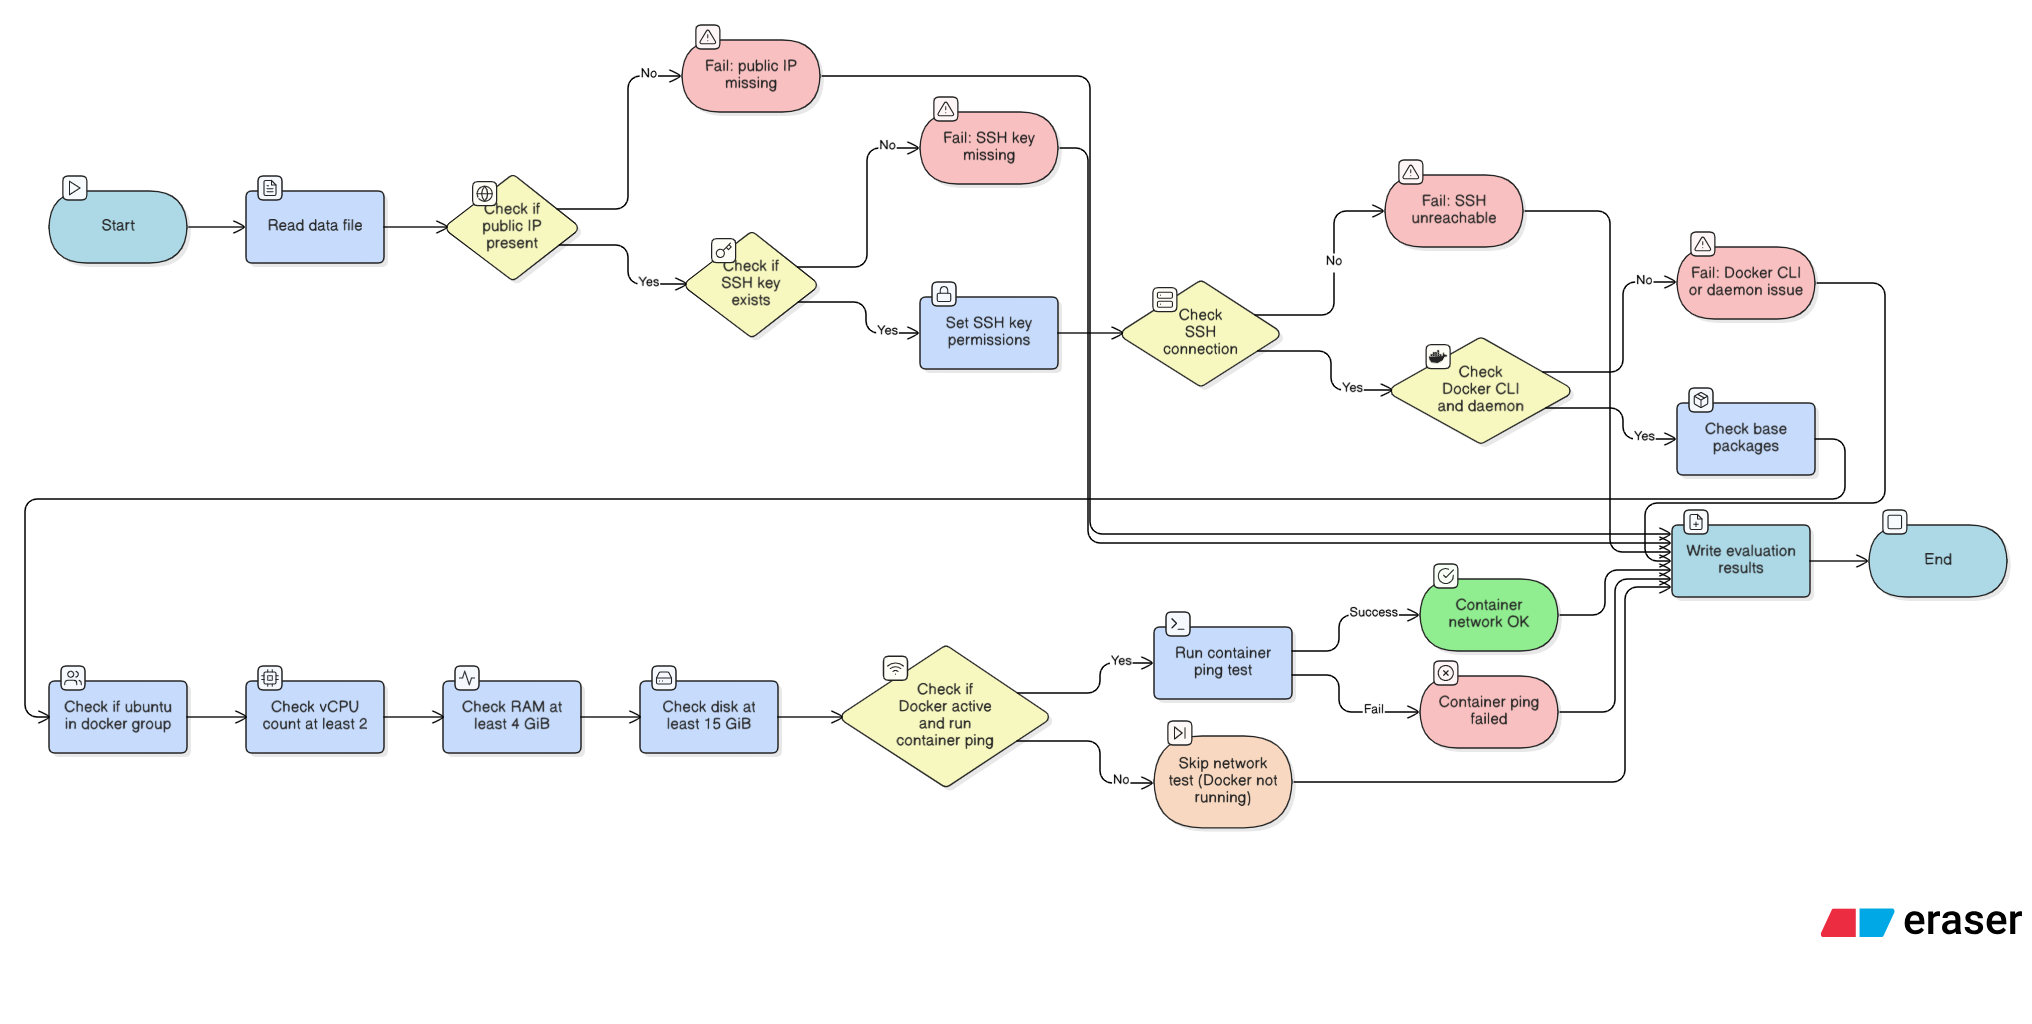 Fail: public IP
missing
No
Fail: SSH key
missing
No
Start
Read data file
Check if
public IP
present
Yes
Check if
SSH key
exists
Yes
Set SSH key
permissions
Check
SSH
connection
No
Fail: SSH
unreachable
Yes
Check
Docker CLI
and daemon
No
Fail: Docker CLI
or daemon issue
Yes
Check base
packages
Write evaluation
results
End
Check if ubuntu
in docker group
Check vCPU
count at least 2
Check RAM at
least 4 GiB
Check disk at
least 15 GiB
Check if
Docker active
and run
container ping
Yes
Run container
ping test
Success
Container
network OK
Fail
Container ping
failed
No
Skip network
test (Docker not
running)
eraser